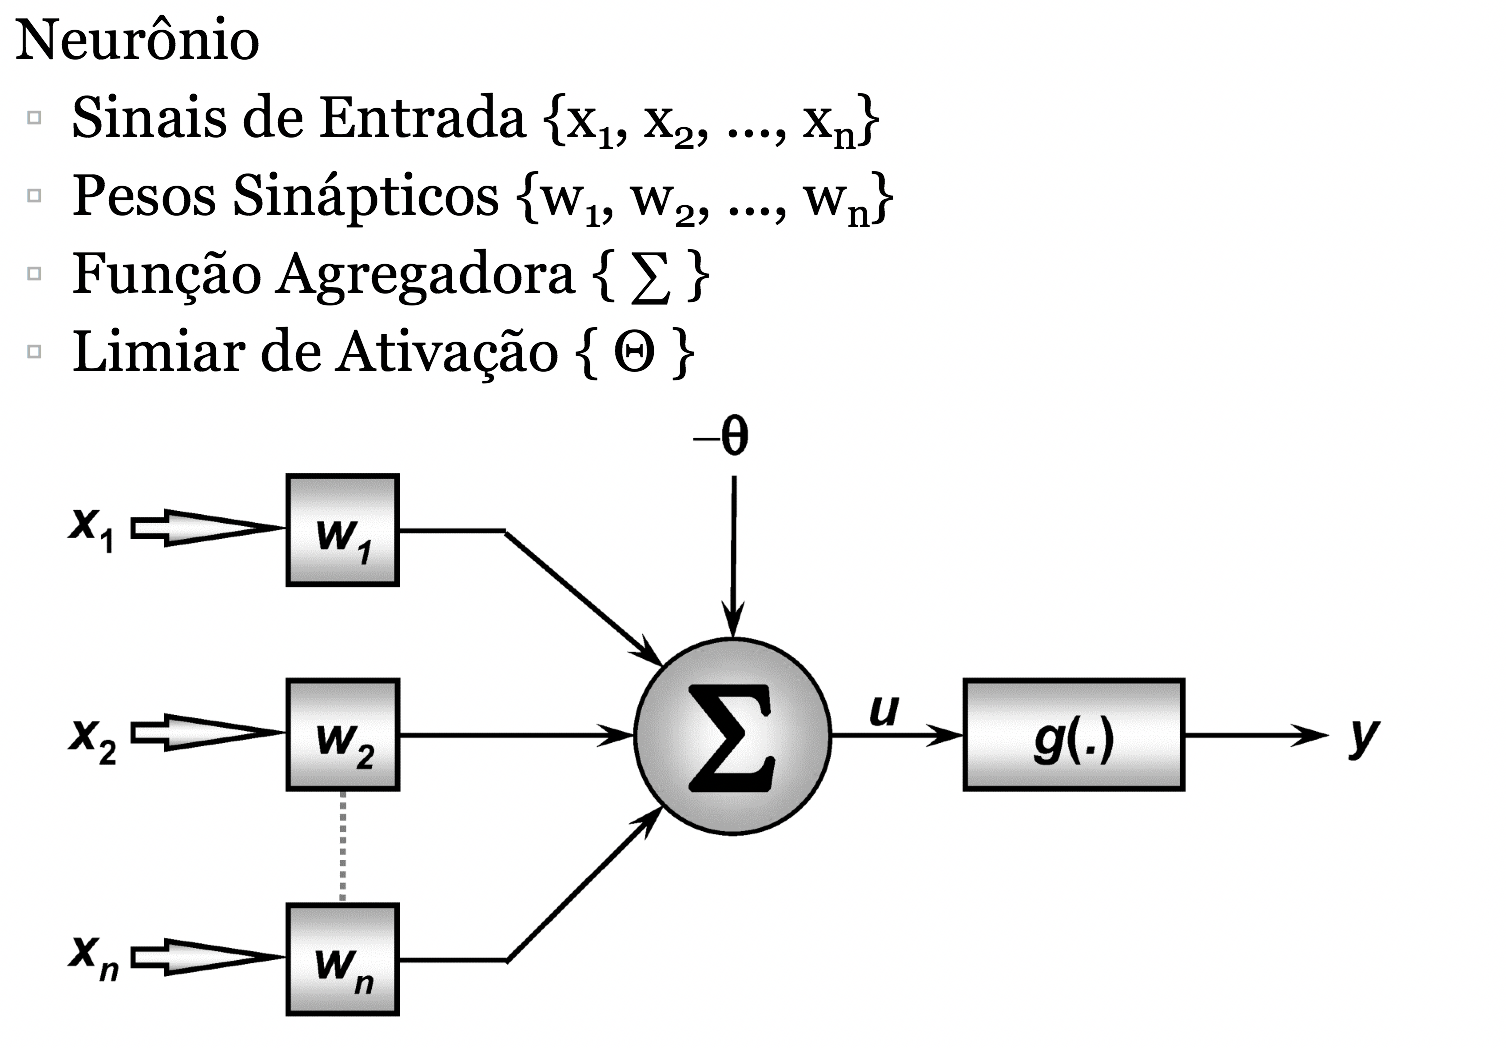 Neurônio
▫ Sinais de Entrada {x₁, x₂, ..., xₙ}
▫ Pesos Sinápticos {w₁, w₂, ..., wₙ}
▫ Função Agregadora { ∑ }
▫ Limiar de Ativação { Θ }
−θ
x₁ w₁
x₂ w₂ Σ u g(.) y
xₙ wₙ